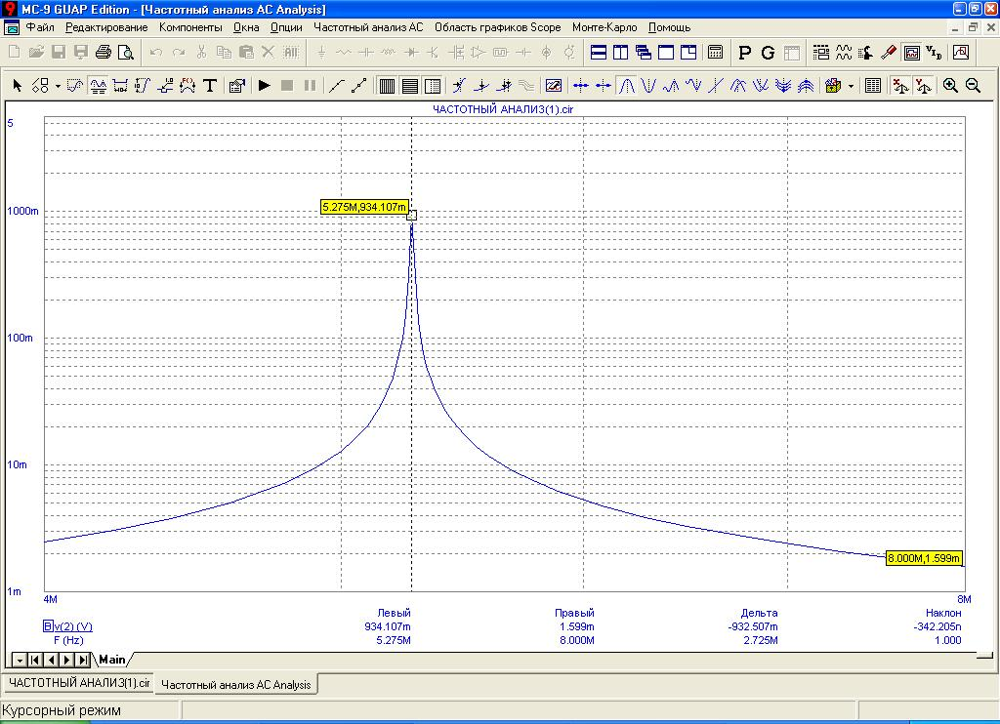 MC-9 GUAP Edition - [Частотный анализ AC Analysis]
Файл Редактирование Компоненты Окна Опции Частотный анализ AC Область графиков Scope Монте-Карло Помощь
ЧАСТОТНЫЙ АНАЛИЗ(1).cir
5
5.275M,934.107m
1000m
100m
10m
8.000M,1.599m
1m
4M 8M
Левый Правый Дельта Наклон
v(2) (V) 934.107m 1.599m -932.507m -342.205n
F (Hz) 5.275M 8.000M 2.725M 1.000
Main
ЧАСТОТНЫЙ АНАЛИЗ(1).cir Частотный анализ AC Analysis
Курсорный режим